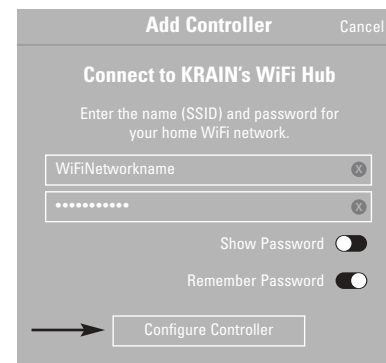 Add Controller Cancel
Connect to KRAIN's WiFi Hub
Enter the name (SSID) and password for
your home WiFi network.
WiFiNetworkname X
••••••••••• X
Show Password
Remember Password
Configure Controller